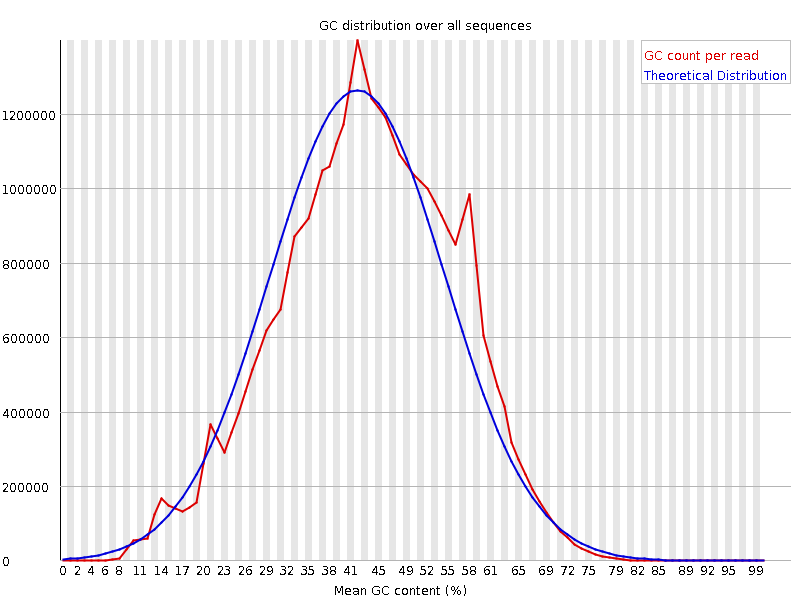 GC distribution over all sequences
GC count per read
Theoretical Distribution
1200000
1000000
800000
600000
400000
200000
0
0 2 4 6 8 11 14 17 20 23 26 29 32 35 38 41 45 49 52 55 58 61 65 69 72 75 79 82 85 89 92 95 99
Mean GC content (%)